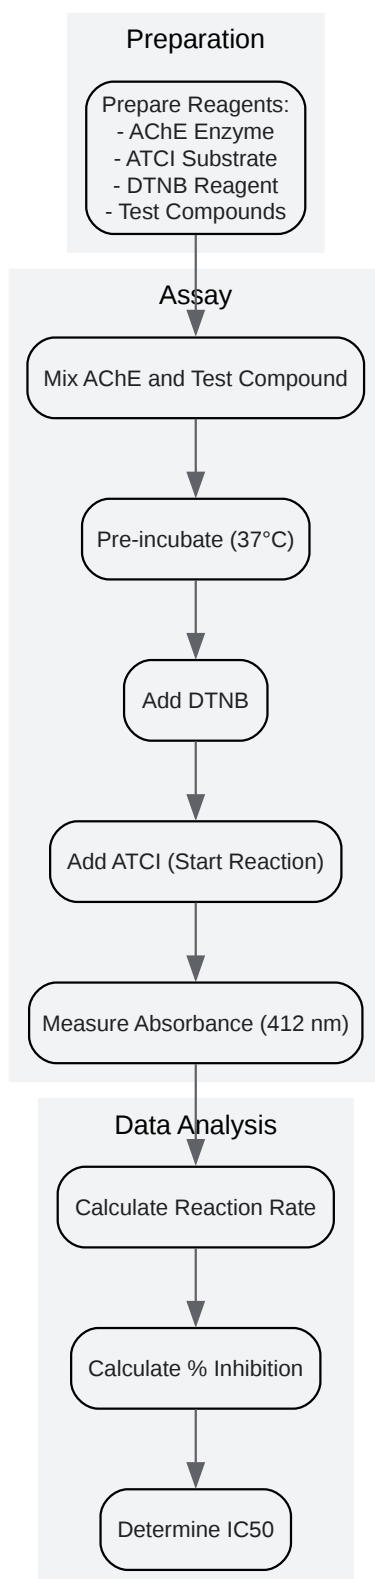 Preparation
Prepare Reagents:
- AChE Enzyme
- ATCI Substrate
- DTNB Reagent
- Test Compounds
Assay
Mix AChE and Test Compound
Pre-incubate (37°C)
Add DTNB
Add ATCI (Start Reaction)
Measure Absorbance (412 nm)
Data Analysis
Calculate Reaction Rate
Calculate % Inhibition
Determine IC50